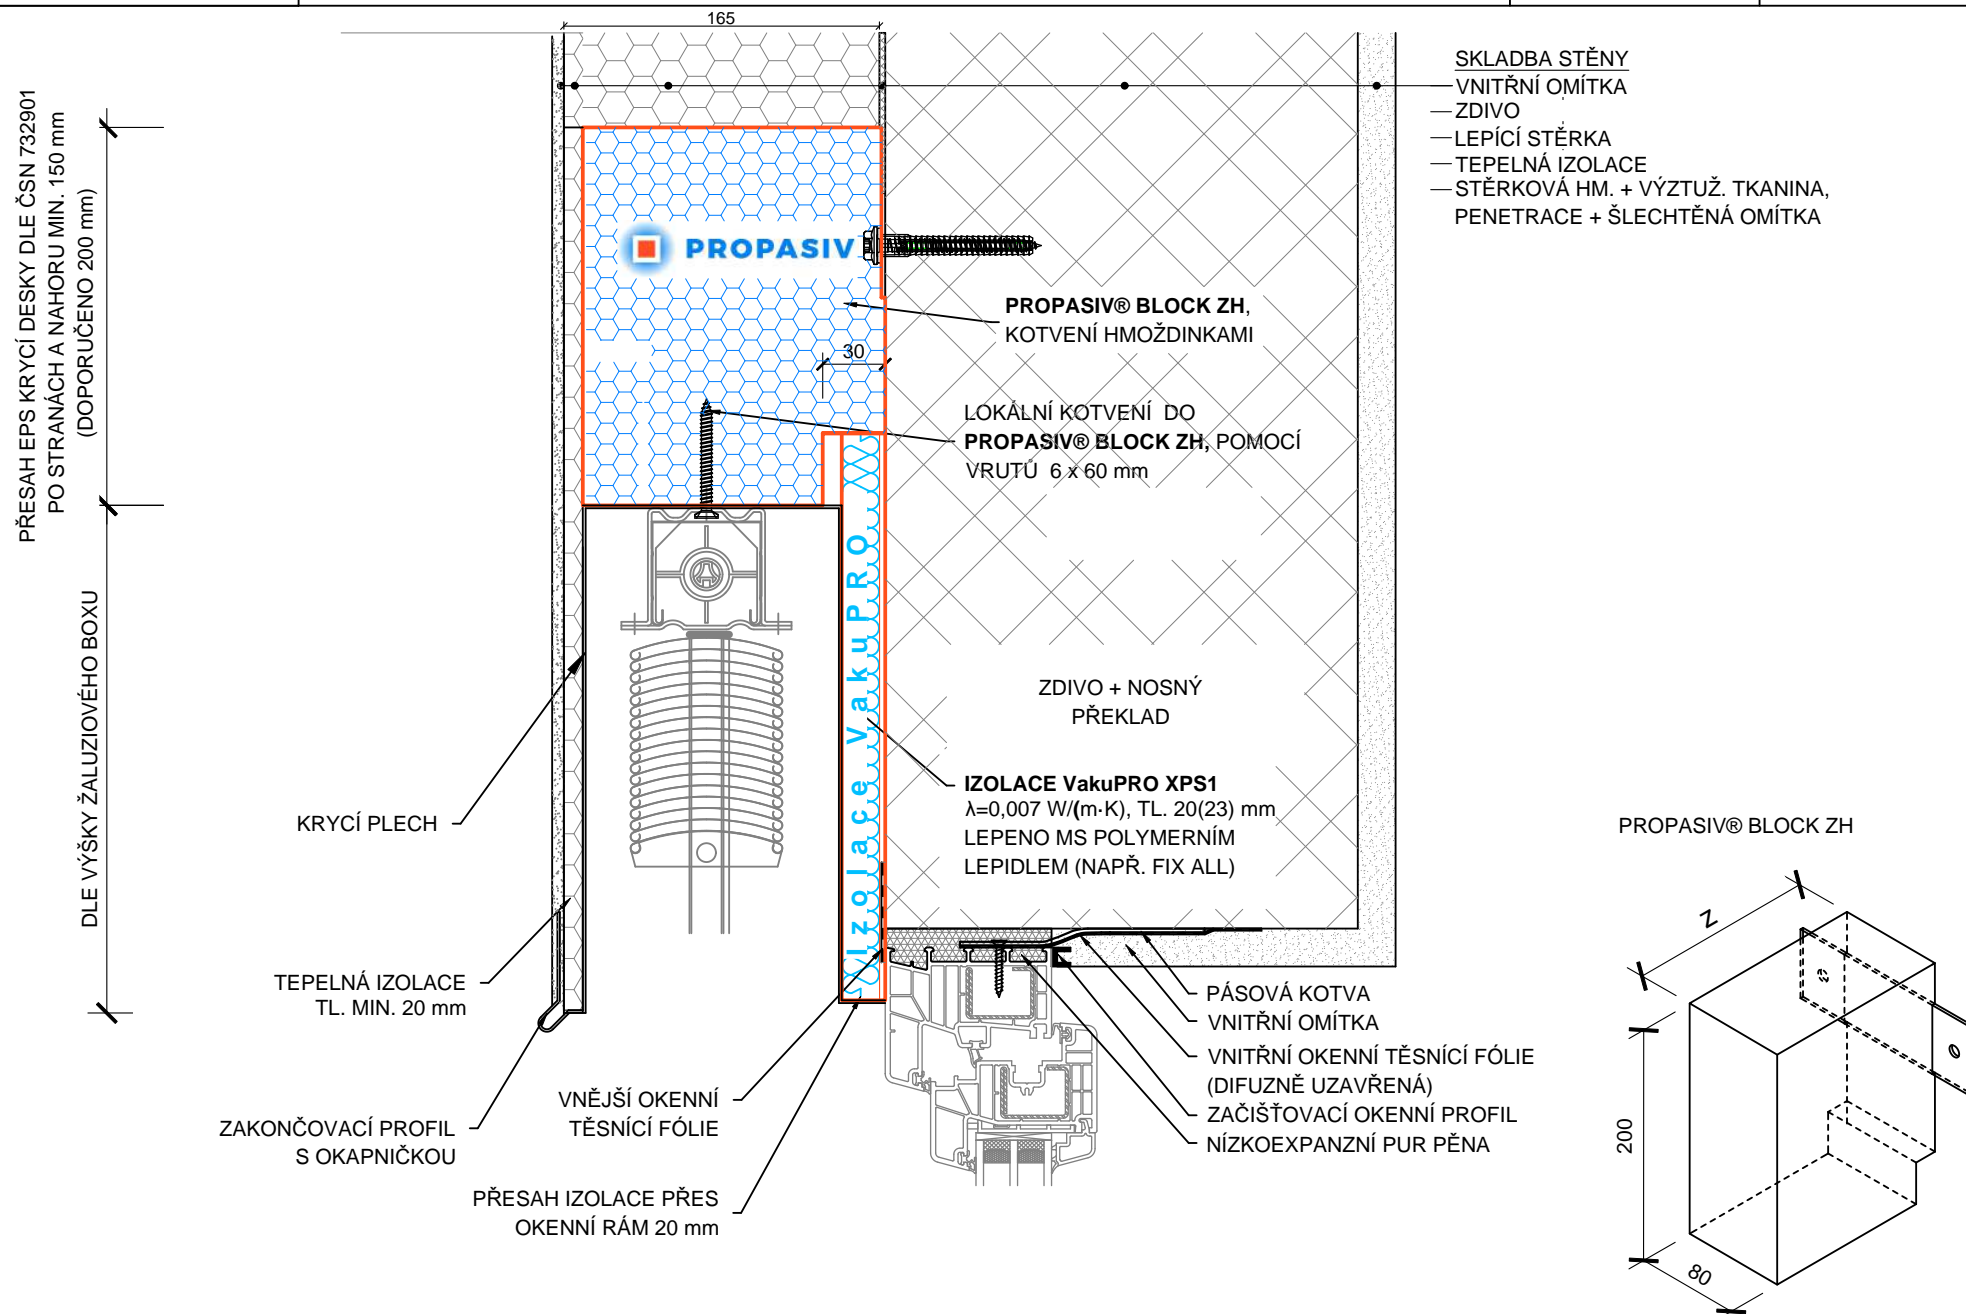 165
SKLADBA STĚNY
VNITŘNÍ OMÍTKA
ZDIVO
LEPÍCÍ STĚRKA
TEPELNÁ IZOLACE
STĚRKOVÁ HM. + VÝZTUŽ. TKANINA,
PENETRACE + ŠLECHTĚNÁ OMÍTKA
PŘESAH EPS KRYCÍ DESKY DLE ČSN 732901
PO STRANÁCH A NAHORU MIN. 150 mm
(DOPORUČENO 200 mm)
PROPASIV
PROPASIV® BLOCK ZH,
KOTVENÍ HMOŽDINKAMI
30
LOKÁLNÍ KOTVENÍ DO
PROPASIV® BLOCK ZH, POMOCÍ
VRUTŮ 6 x 60 mm
DLE VÝŠKY ŽALUZIOVÉHO BOXU
Izolace VakuPRO
ZDIVO + NOSNÝ
PŘEKLAD
IZOLACE VakuPRO XPS1
λ=0,007 W/(m·K), TL. 20(23) mm
LEPENO MS POLYMERNÍM
LEPIDLEM (NAPŘ. FIX ALL)
KRYCÍ PLECH
PROPASIV® BLOCK ZH
Z
200
80
TEPELNÁ IZOLACE
TL. MIN. 20 mm
PÁSOVÁ KOTVA
VNITŘNÍ OMÍTKA
VNITŘNÍ OKENNÍ TĚSNÍCÍ FÓLIE
(DIFUZNĚ UZAVŘENÁ)
ZAČIŠŤOVACÍ OKENNÍ PROFIL
NÍZKOEXPANZNÍ PUR PĚNA
VNĚJŠÍ OKENNÍ
TĚSNÍCÍ FÓLIE
ZAKONČOVACÍ PROFIL
S OKAPNIČKOU
PŘESAH IZOLACE PŘES
OKENNÍ RÁM 20 mm